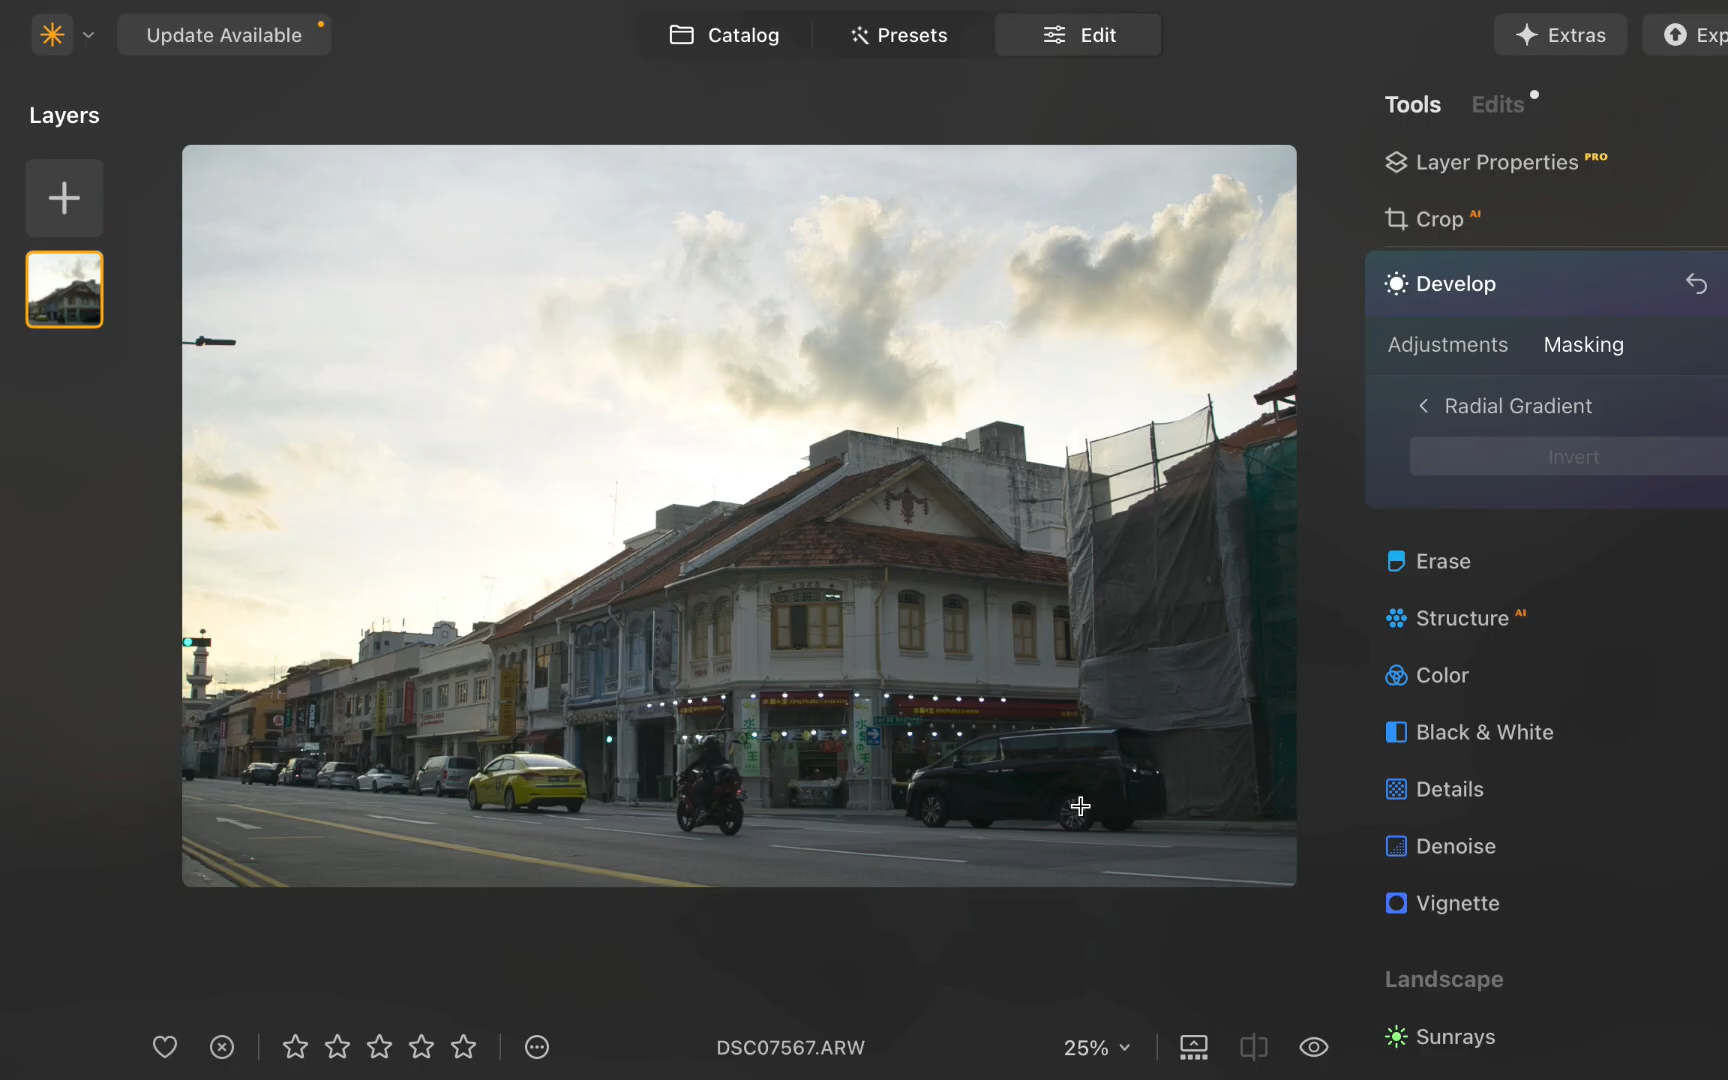 Update Available
Catalog
Presets
Edit
Extras
Exp
Layers
Tools
Edits
Layer Properties PRO
Crop AI
Develop
Adjustments
Masking
Radial Gradient
Invert
Erase
Structure AI
Color
Black & White
Details
Denoise
Vignette
Landscape
Sunrays
DSC07567.ARW
25%